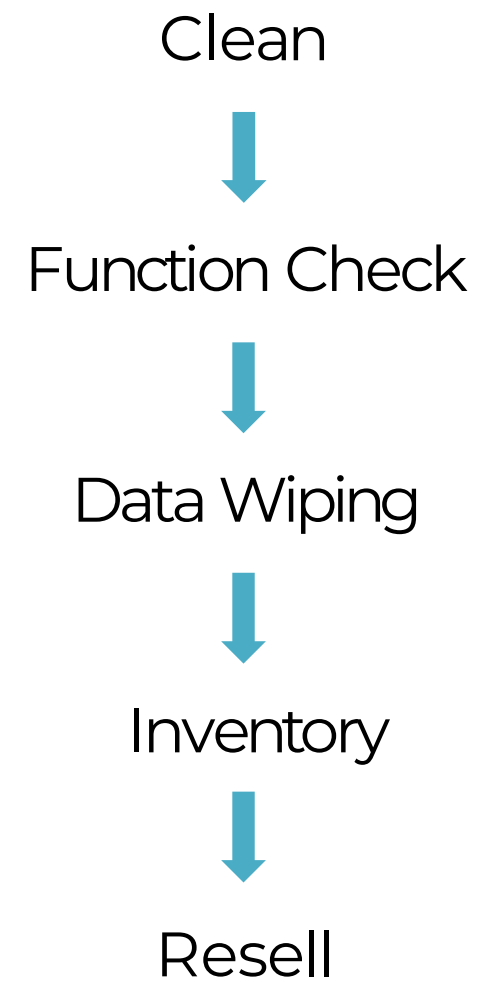 Clean
Function Check
Data Wiping
Inventory
Resell